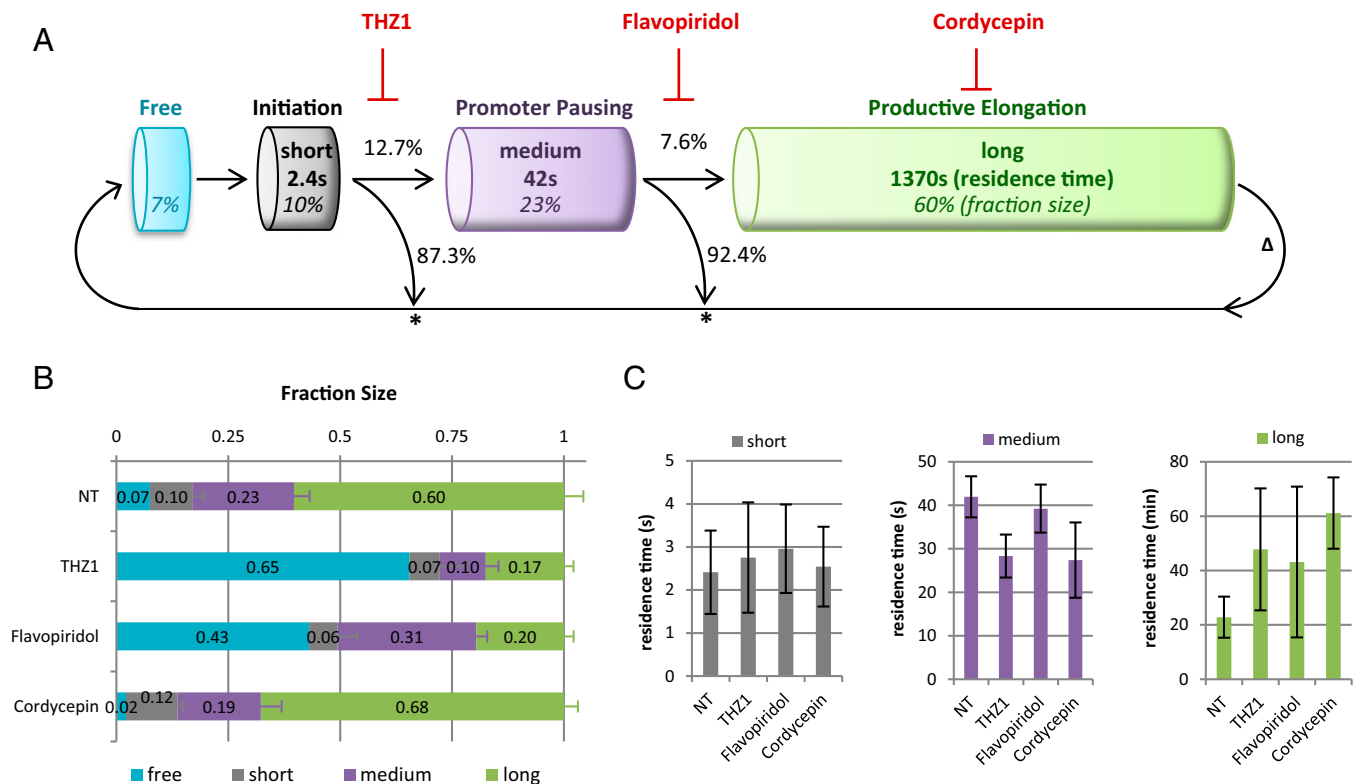 A
THZ1
Flavopiridol
Cordycepin
Free
Initiation
Promoter Pausing
Productive Elongation
7%
short
2.4s
10%
12.7%
medium
42s
23%
7.6%
long
1370s (residence time)
60% (fraction size)
87.3%
92.4%
Δ
*
*
B
Fraction Size
0 0.25 0.5 0.75 1
NT 0.07 0.10 0.23 0.60
THZ1 0.65 0.07 0.10 0.17
Flavopiridol 0.43 0.06 0.31 0.20
Cordycepin 0.02 0.12 0.19 0.68
free short medium long
C
short
residence time (s)
5
4
3
2
1
0
NT
THZ1
Flavopiridol
Cordycepin
medium
residence time (s)
50
40
30
20
10
0
NT
THZ1
Flavopiridol
Cordycepin
long
residence time (min)
80
60
40
20
0
NT
THZ1
Flavopiridol
Cordycepin